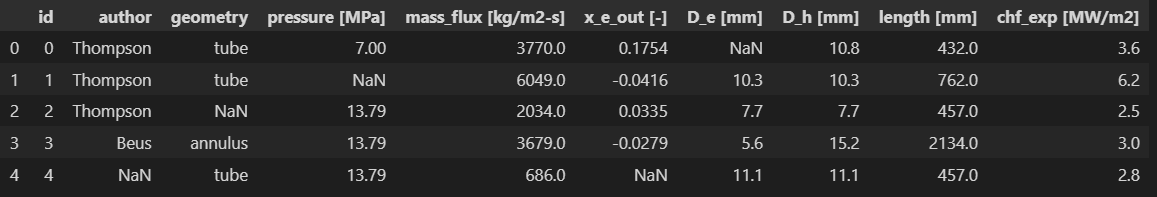 id author geometry pressure [MPa] mass_flux [kg/m2-s] x_e_out [-] D_e [mm] D_h [mm] length [mm] chf_exp [MW/m2]
0 0 Thompson tube 7.00 3770.0 0.1754 NaN 10.8 432.0 3.6
1 1 Thompson tube NaN 6049.0 -0.0416 10.3 10.3 762.0 6.2
2 2 Thompson NaN 13.79 2034.0 0.0335 7.7 7.7 457.0 2.5
3 3 Beus annulus 13.79 3679.0 -0.0279 5.6 15.2 2134.0 3.0
4 4 NaN tube 13.79 686.0 NaN 11.1 11.1 457.0 2.8